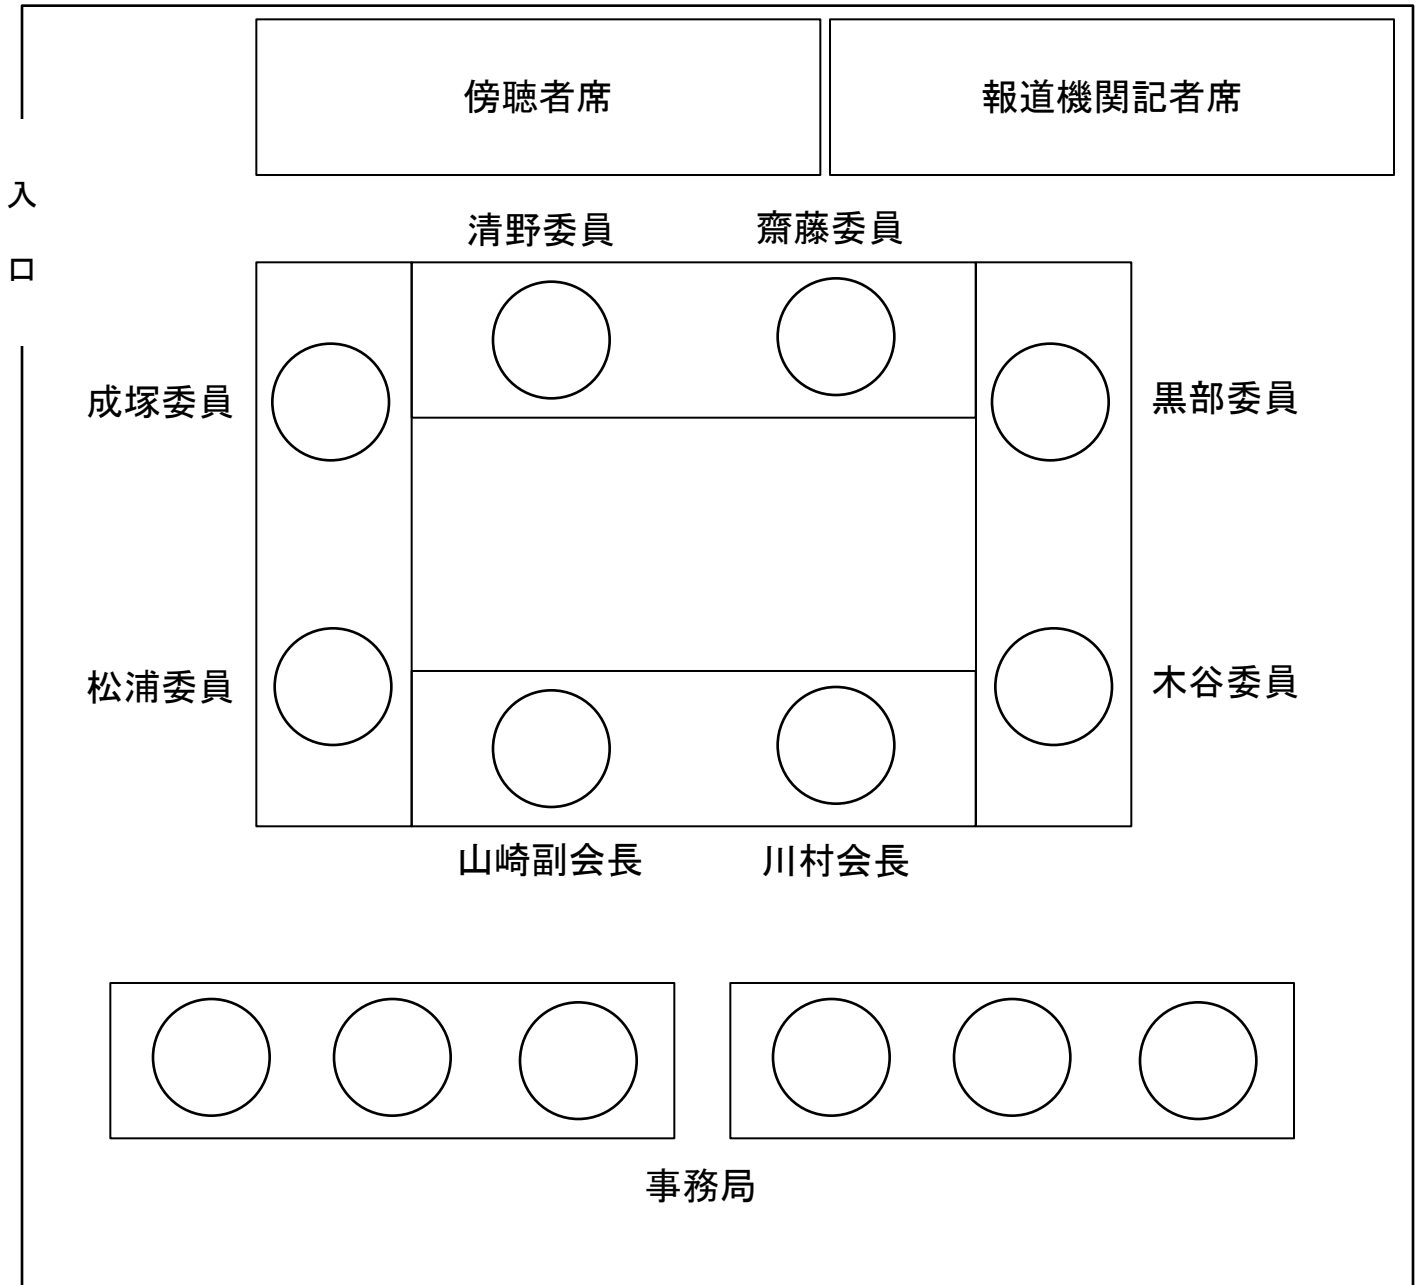 傍聴者席
報道機関記者席
入口
清野委員
齋藤委員
成塚委員
黒部委員
松浦委員
木谷委員
山崎副会長
川村会長
事務局